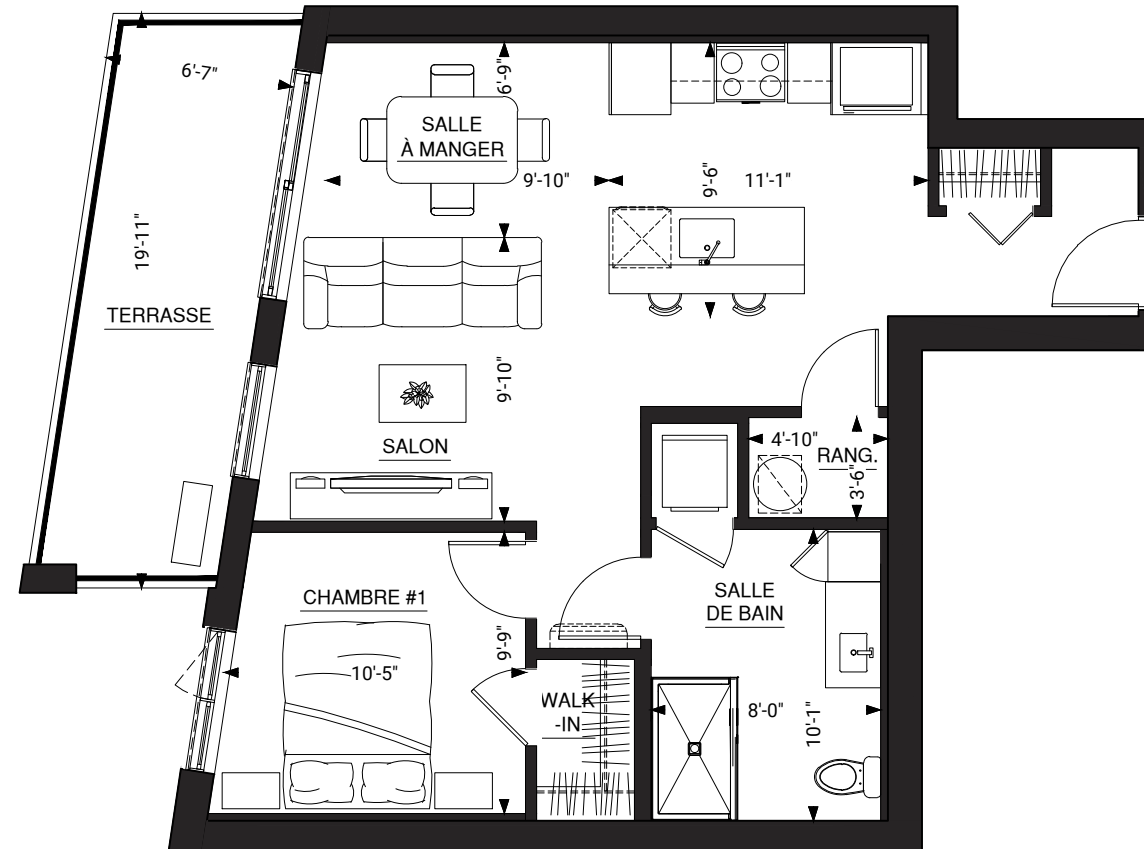 6'-7"
6'-9"
SALLE
À MANGER
9'-10"
9'-6"
11'-1"
19'-11"
TERRASSE
9'-10"
SALON
4'-10"
RANG.
3'-6"
CHAMBRE #1
SALLE
DE BAIN
9'-9"
10'-5"
WALK
-IN
8'-0"
10'-1"